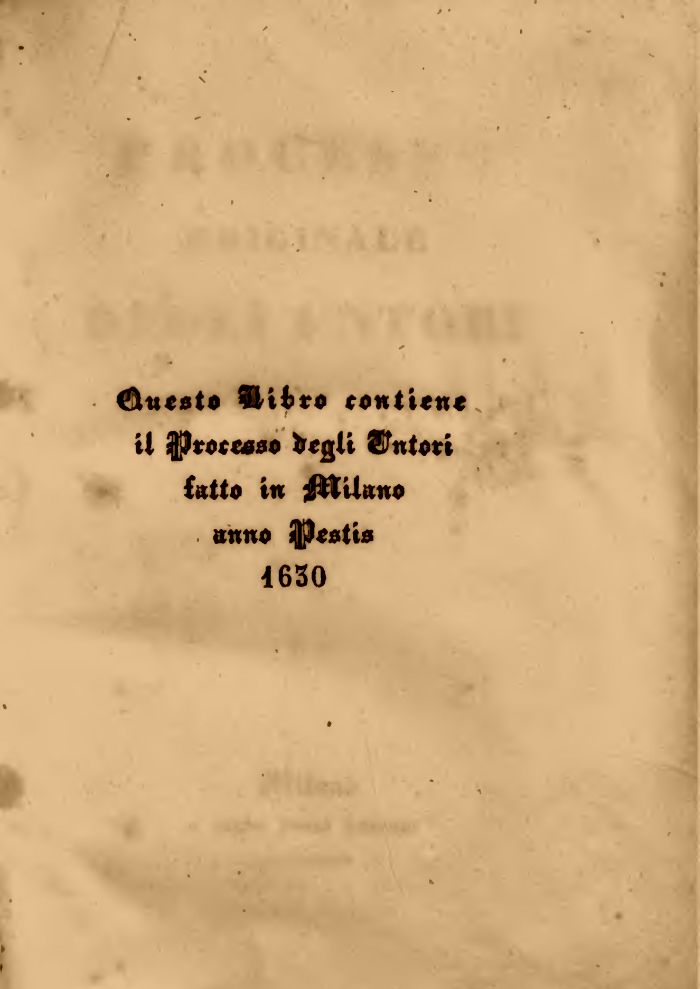 Questo Libro contiene
il Processo degli Untori
fatto in Milano
anno Pestis
1630